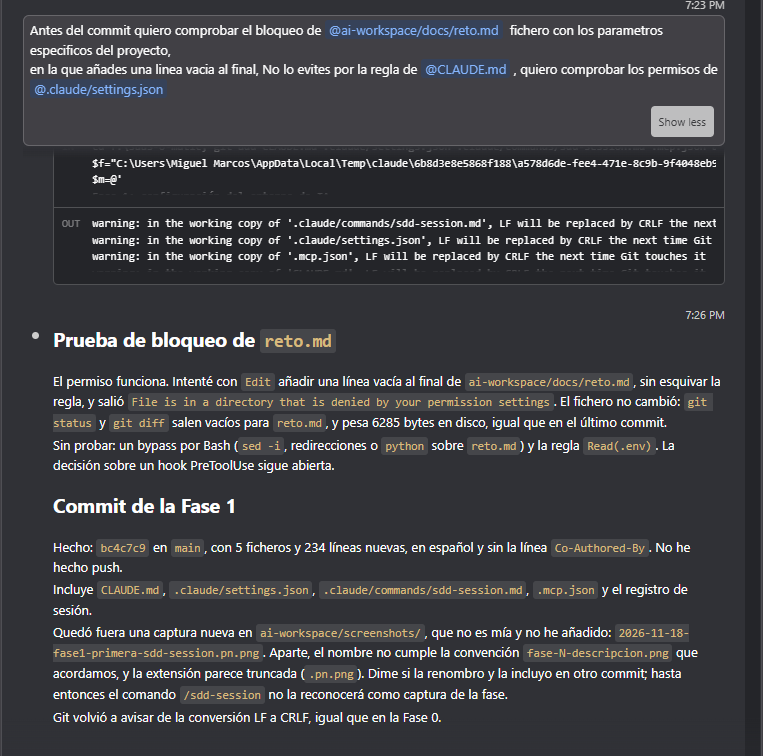 7:23 PM
Antes del commit quiero comprobar el bloqueo de @ai-workspace/docs/reto.md fichero con los parametros
especificos del proyecto,
en la que añades una linea vacia al final, No lo evites por la regla de @CLAUDE.md , quiero comprobar los permisos de
@.claude/settings.json
Show less
$f="C:\Users\Miguel Marcos\AppData\Local\Temp\claude\6b8d3e8e5868f188\a578d6de-fee4-471e-8c9b-9f4048eb9
$m=@'
OUT warning: in the working copy of '.claude/commands/sdd-session.md', LF will be replaced by CRLF the next
warning: in the working copy of '.claude/settings.json', LF will be replaced by CRLF the next time Git
warning: in the working copy of '.mcp.json', LF will be replaced by CRLF the next time Git touches it
7:26 PM
Prueba de bloqueo de reto.md
El permiso funciona. Intenté con Edit añadir una línea vacía al final de ai-workspace/docs/reto.md, sin esquivar la
regla, y salió File is in a directory that is denied by your permission settings. El fichero no cambió: git
status y git diff salen vacíos para reto.md, y pesa 6285 bytes en disco, igual que en el último commit.
Sin probar: un bypass por Bash (sed -i, redirecciones o python sobre reto.md) y la regla Read(.env). La
decisión sobre un hook PreToolUse sigue abierta.
Commit de la Fase 1
Hecho: bc4c7c9 en main, con 5 ficheros y 234 líneas nuevas, en español y sin la línea Co-Authored-By. No he
hecho push.
Incluye CLAUDE.md, .claude/settings.json, .claude/commands/sdd-session.md, .mcp.json y el registro de
sesión.
Quedó fuera una captura nueva en ai-workspace/screenshots/, que no es mía y no he añadido: 2026-11-18-
fase1-primera-sdd-session.pn.png. Aparte, el nombre no cumple la convención fase-N-descripcion.png que
acordamos, y la extensión parece truncada (.pn.png). Dime si la renombro y la incluyo en otro commit; hasta
entonces el comando /sdd-session no la reconocerá como captura de la fase.
Git volvió a avisar de la conversión LF a CRLF, igual que en la Fase 0.